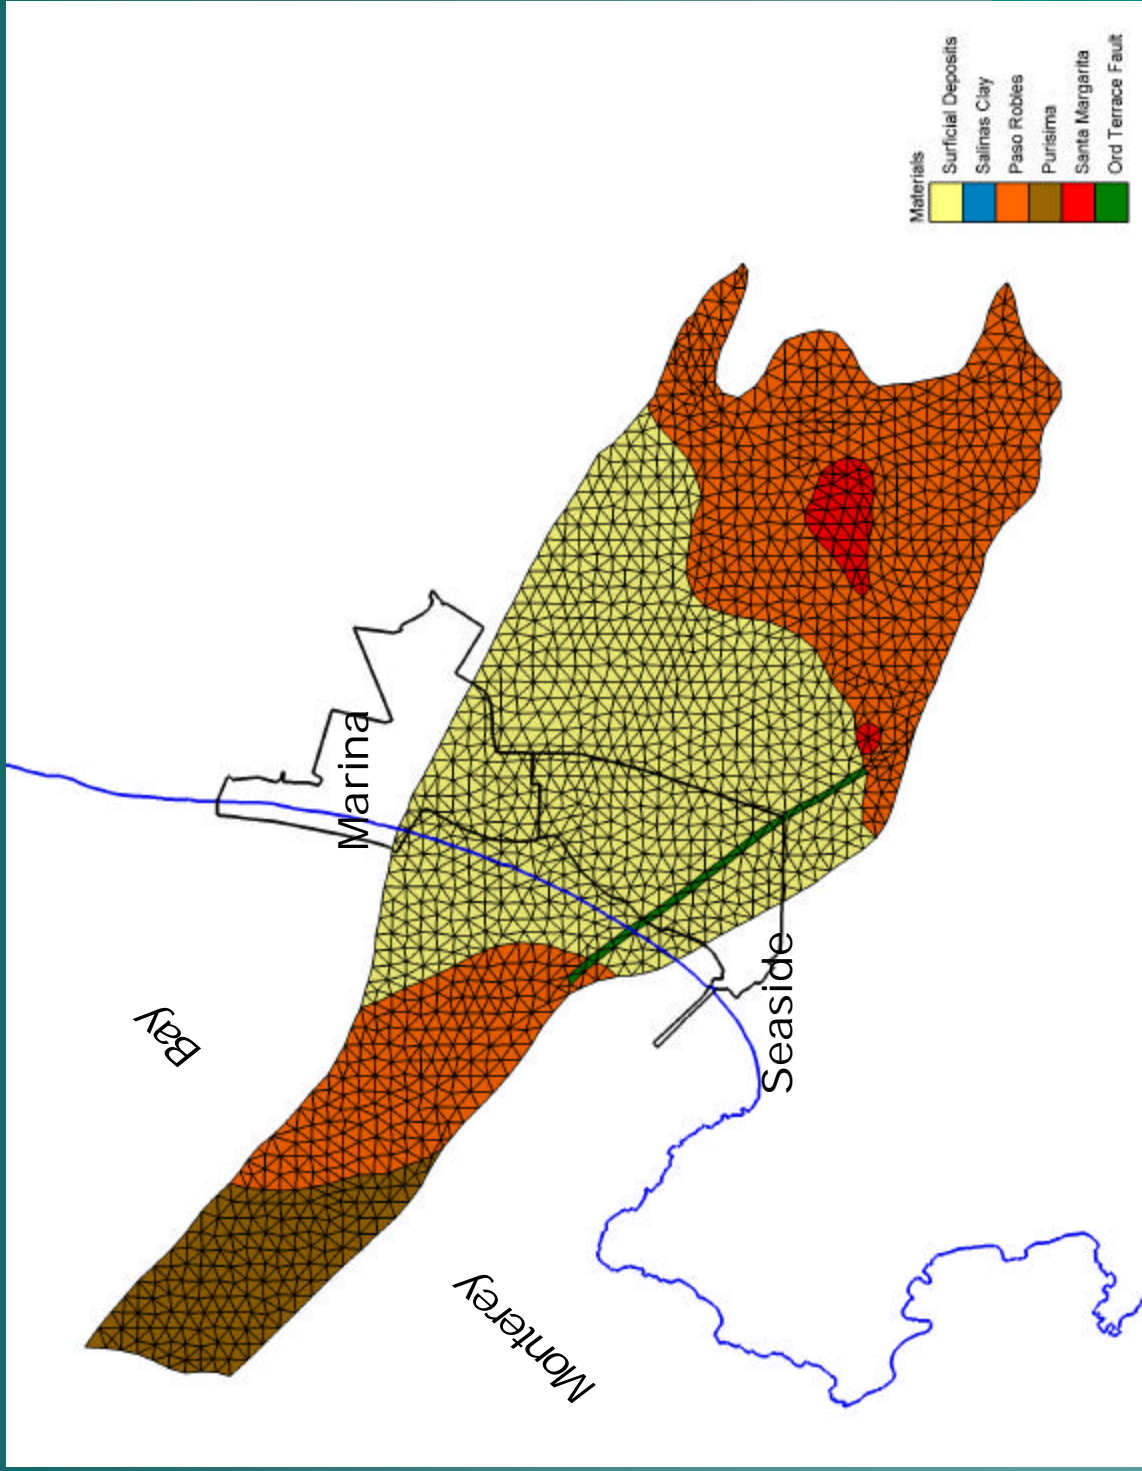 Monterey
Bay
Marina
Seaside
Materials
Surficial Deposits
Salinas Clay
Paso Robles
Purisima
Santa Margarita
Ord Terrace Fault